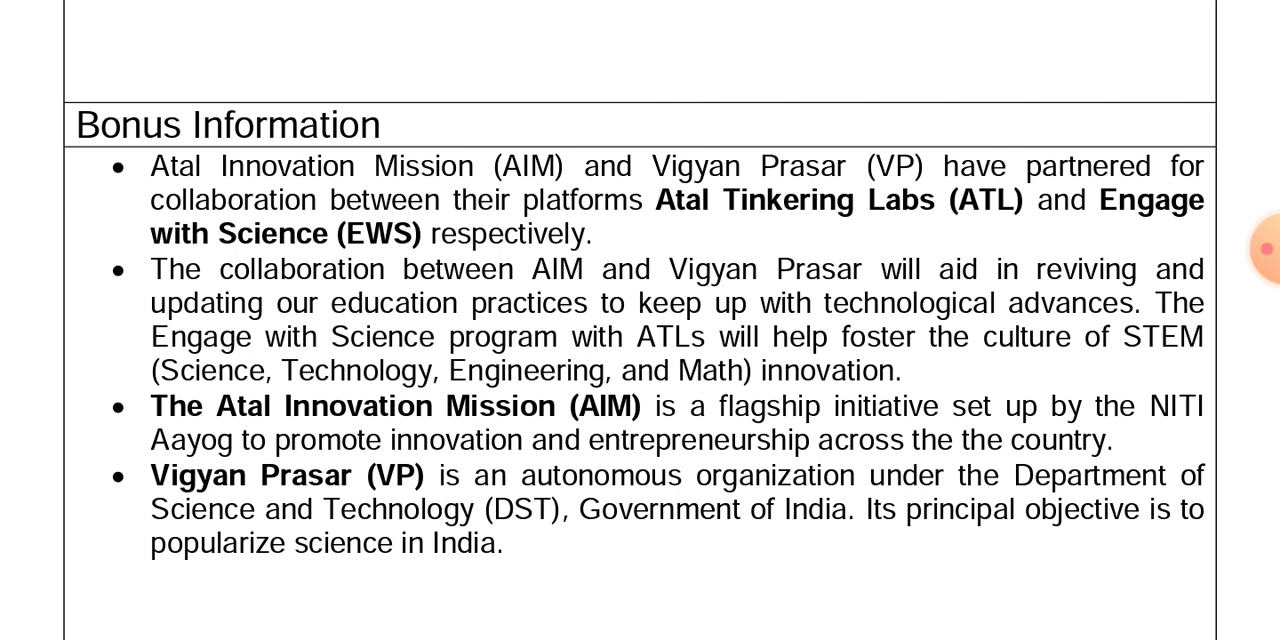 Bonus Information
• Atal Innovation Mission (AIM) and Vigyan Prasar (VP) have partnered for
collaboration between their platforms Atal Tinkering Labs (ATL) and Engage
with Science (EWS) respectively.
• The collaboration between AIM and Vigyan Prasar will aid in reviving and
updating our education practices to keep up with technological advances. The
Engage with Science program with ATLs will help foster the culture of STEM
(Science, Technology, Engineering, and Math) innovation.
• The Atal Innovation Mission (AIM) is a flagship initiative set up by the NITI
Aayog to promote innovation and entrepreneurship across the the country.
• Vigyan Prasar (VP) is an autonomous organization under the Department of
Science and Technology (DST), Government of India. Its principal objective is to
popularize science in India.